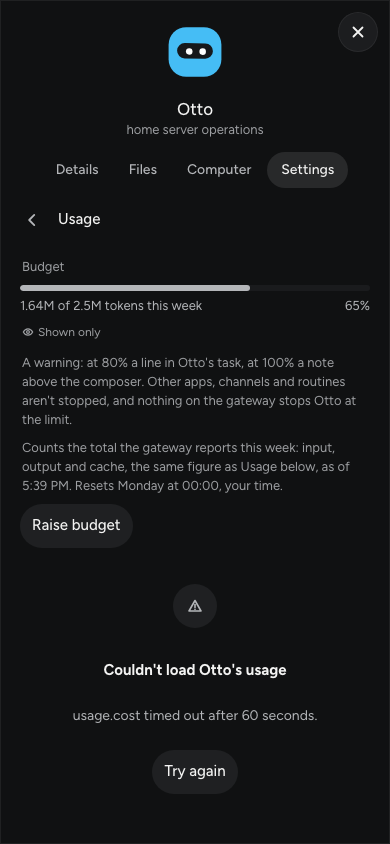 Otto
home server operations
Details Files Computer Settings
Usage
Budget
1.64M of 2.5M tokens this week 65%
Shown only
A warning: at 80% a line in Otto's task, at 100% a note
above the composer. Other apps, channels and routines
aren't stopped, and nothing on the gateway stops Otto at
the limit.
Counts the total the gateway reports this week: input,
output and cache, the same figure as Usage below, as of
5:39 PM. Resets Monday at 00:00, your time.
Raise budget
Couldn't load Otto's usage
usage.cost timed out after 60 seconds.
Try again